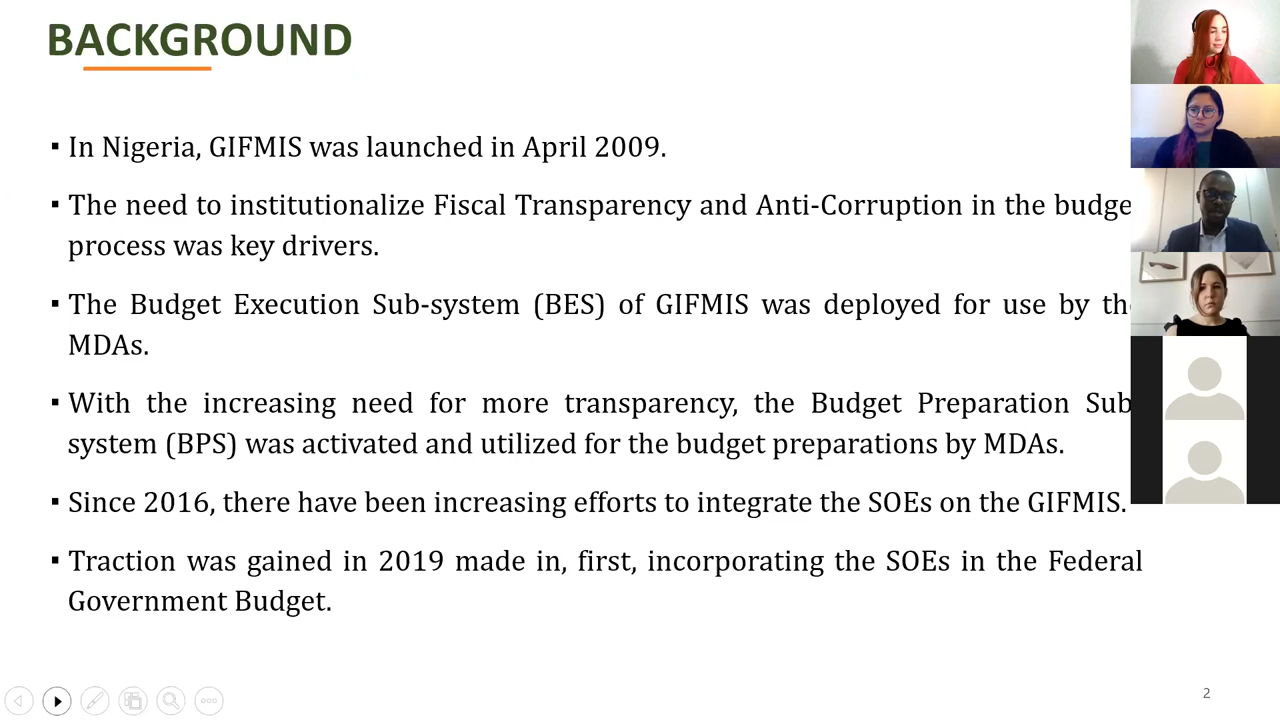 BACKGROUND
▪ In Nigeria, GIFMIS was launched in April 2009.
▪ The need to institutionalize Fiscal Transparency and Anti-Corruption in the budge
process was key drivers.
▪ The Budget Execution Sub-system (BES) of GIFMIS was deployed for use by the
MDAs.
▪ With the increasing need for more transparency, the Budget Preparation Sub
system (BPS) was activated and utilized for the budget preparations by MDAs.
▪ Since 2016, there have been increasing efforts to integrate the SOEs on the GIFMIS.
▪ Traction was gained in 2019 made in, first, incorporating the SOEs in the Federal
Government Budget.
2